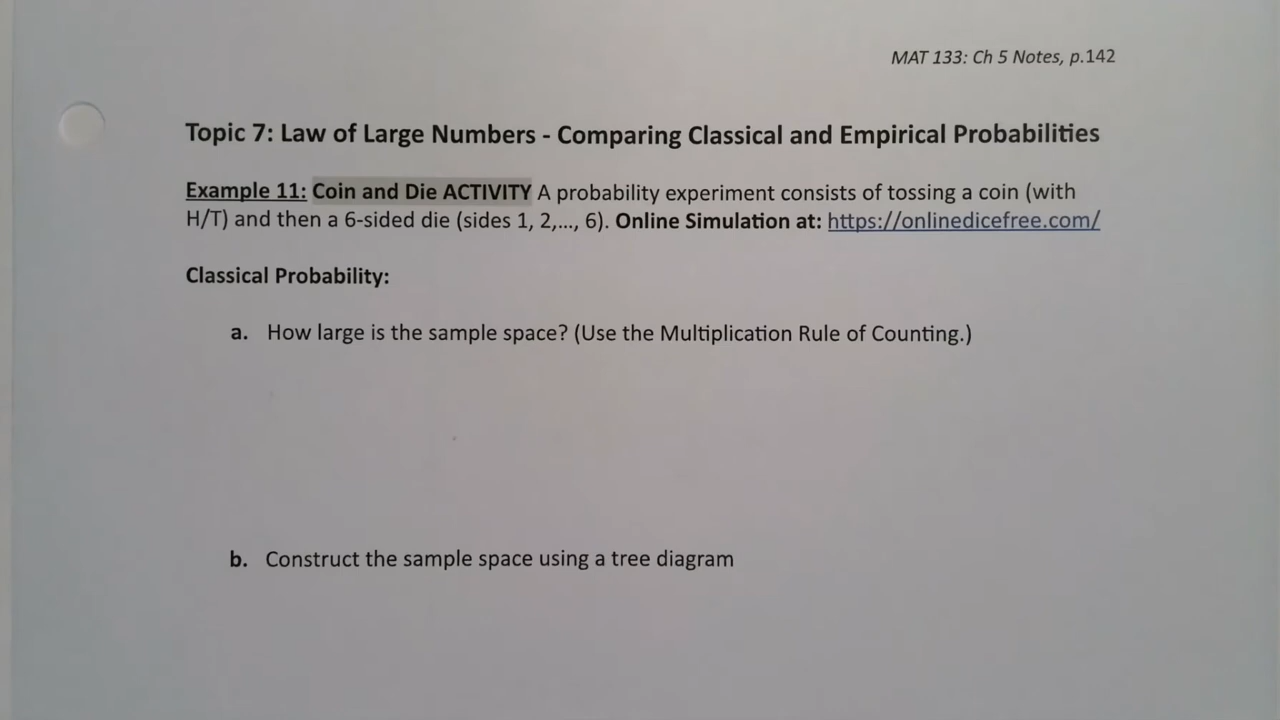 MAT 133: Ch 5 Notes, p.142
Topic 7: Law of Large Numbers - Comparing Classical and Empirical Probabilities
Example 11: Coin and Die ACTIVITY A probability experiment consists of tossing a coin (with
H/T) and then a 6-sided die (sides 1, 2,..., 6). Online Simulation at: https://onlinedicefree.com/
Classical Probability:
a. How large is the sample space? (Use the Multiplication Rule of Counting.)
b. Construct the sample space using a tree diagram